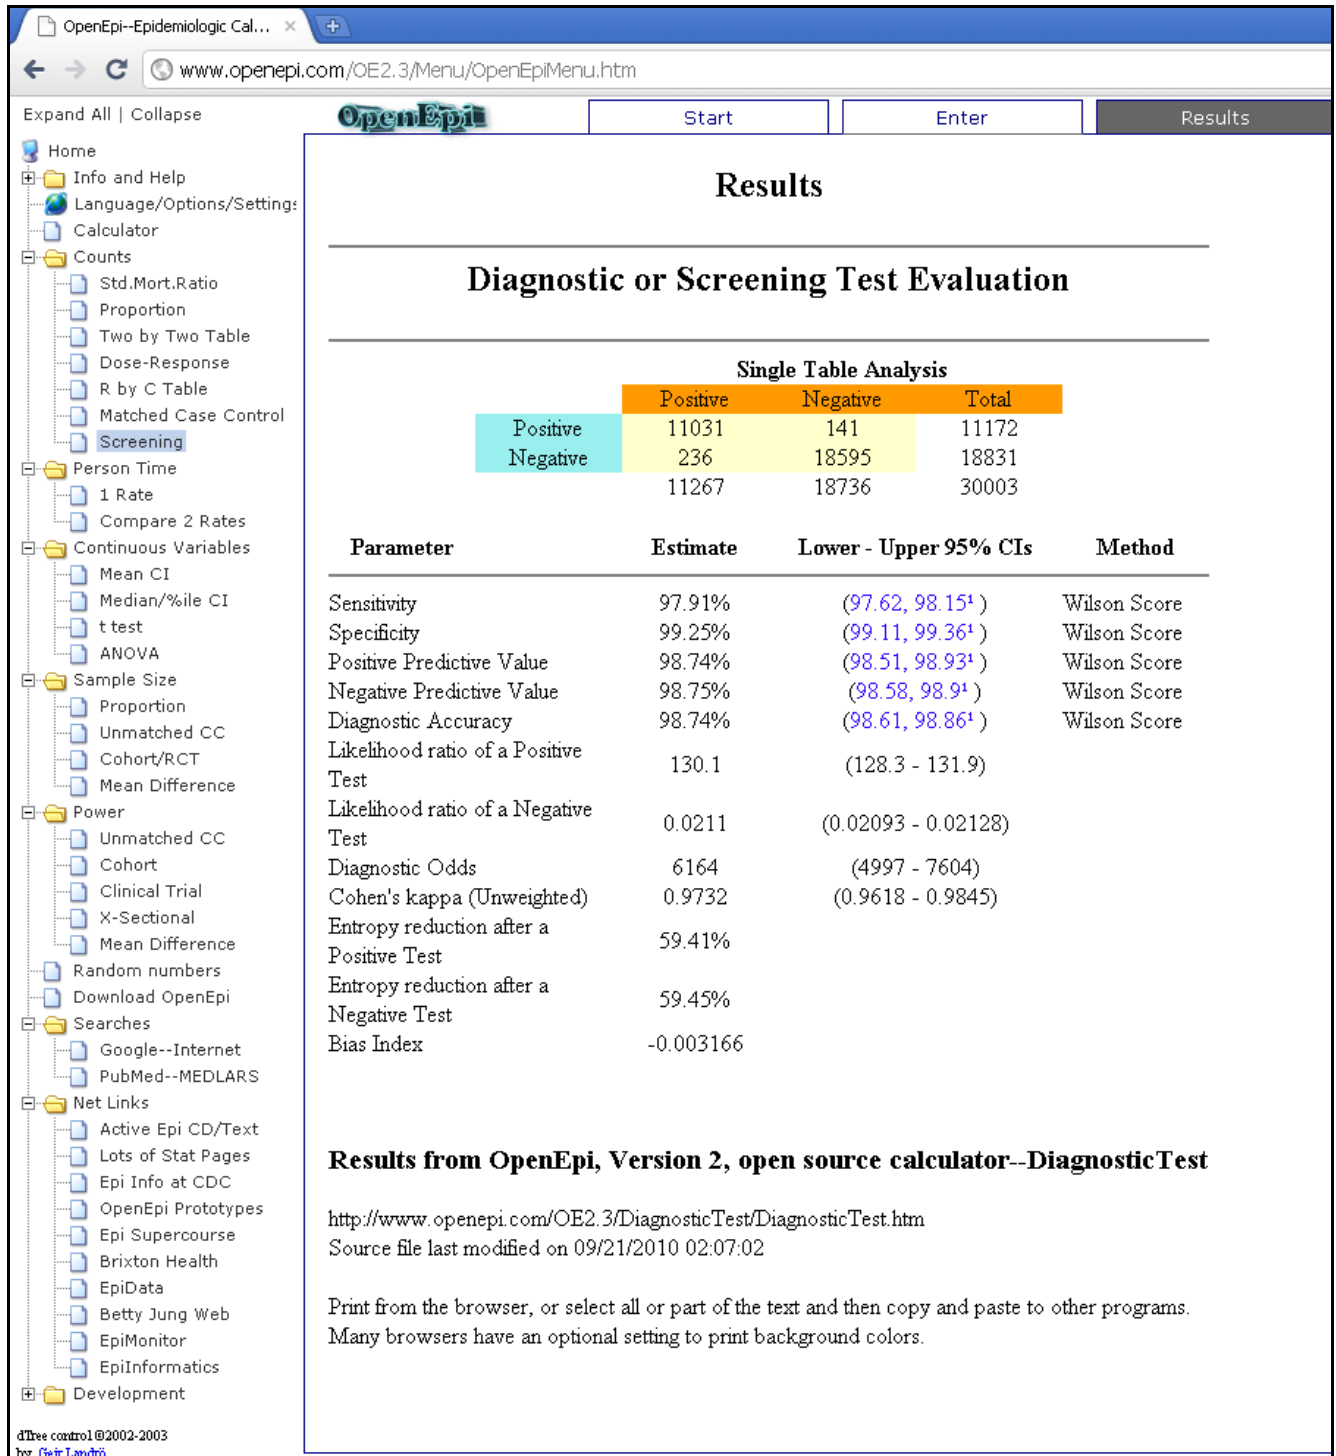 OpenEpi--Epidemiologic Cal...
www.openepi.com/OE2.3/Menu/OpenEpiMenu.htm
Expand All | Collapse
Home
Info and Help
Language/Options/Settings
Calculator
Counts
Std.Mort.Ratio
Proportion
Two by Two Table
Dose-Response
R by C Table
Matched Case Control
Screening
Person Time
1 Rate
Compare 2 Rates
Continuous Variables
Mean CI
Median/%ile CI
t test
ANOVA
Sample Size
Proportion
Unmatched CC
Cohort/RCT
Mean Difference
Power
Unmatched CC
Cohort
Clinical Trial
X-Sectional
Mean Difference
Random numbers
Download OpenEpi
Searches
Google--Internet
PubMed--MEDLARS
Net Links
Active Epi CD/Text
Lots of Stat Pages
Epi Info at CDC
OpenEpi Prototypes
Epi Supercourse
Brixton Health
EpiData
Betty Jung Web
EpiMonitor
EpiInformatics
Development
dTree control ©2002-2003
by Geir Landrö
OpenEpi Start Enter Results
Results
Diagnostic or Screening Test Evaluation
Single Table Analysis
Positive Negative Total
Positive 11031 141 11172
Negative 236 18595 18831
11267 18736 30003
Parameter Estimate Lower - Upper 95% CIs Method
Sensitivity 97.91% (97.62, 98.15¹ ) Wilson Score
Specificity 99.25% (99.11, 99.36¹ ) Wilson Score
Positive Predictive Value 98.74% (98.51, 98.93¹ ) Wilson Score
Negative Predictive Value 98.75% (98.58, 98.9¹ ) Wilson Score
Diagnostic Accuracy 98.74% (98.61, 98.86¹ ) Wilson Score
Likelihood ratio of a Positive
Test 130.1 (128.3 - 131.9)
Likelihood ratio of a Negative
Test 0.0211 (0.02093 - 0.02128)
Diagnostic Odds 6164 (4997 - 7604)
Cohen's kappa (Unweighted) 0.9732 (0.9618 - 0.9845)
Entropy reduction after a
Positive Test 59.41%
Entropy reduction after a
Negative Test 59.45%
Bias Index -0.003166
Results from OpenEpi, Version 2, open source calculator--DiagnosticTest
http://www.openepi.com/OE2.3/DiagnosticTest/DiagnosticTest.htm
Source file last modified on 09/21/2010 02:07:02
Print from the browser, or select all or part of the text and then copy and paste to other programs.
Many browsers have an optional setting to print background colors.